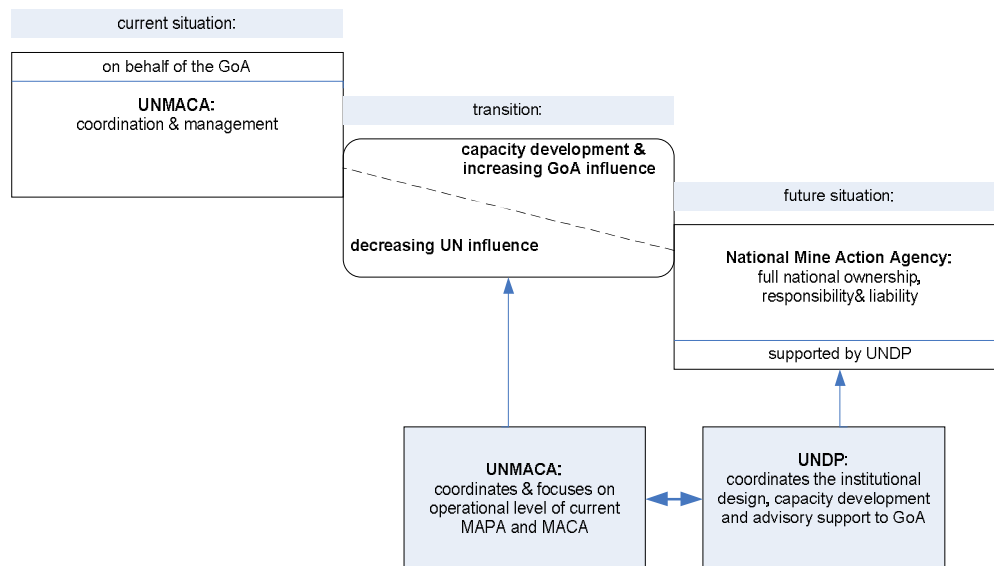 current situation:
on behalf of the GoA
UNMACA:
coordination & management
transition:
capacity development &
increasing GoA influence
decreasing UN influence
future situation:
National Mine Action Agency:
full national ownership,
responsibility& liability
supported by UNDP
UNMACA:
coordinates & focuses on
operational level of current
MAPA and MACA
UNDP:
coordinates the institutional
design, capacity development
and advisory support to GoA